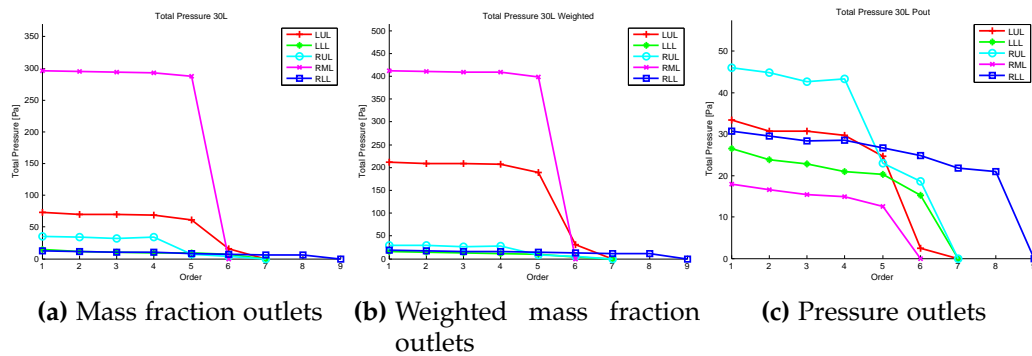 Total Pressure 30L
Total Pressure [Pa]
350
300
250
200
150
100
50
0
1 2 3 4 5 6 7 8 9
Order
LUL
LLL
RUL
RML
RLL
(a) Mass fraction outlets
Total Pressure 30L Weighted
Total Pressure [Pa]
500
450
400
350
300
250
200
150
100
50
0
1 2 3 4 5 6 7 8 9
Order
LUL
LLL
RUL
RML
RLL
(b) Weighted mass fraction
outlets
Total Pressure 30L Pout
Total Pressure [Pa]
50
40
30
20
10
0
1 2 3 4 5 6 7 8 9
Order
LUL
LLL
RUL
RML
RLL
(c) Pressure outlets